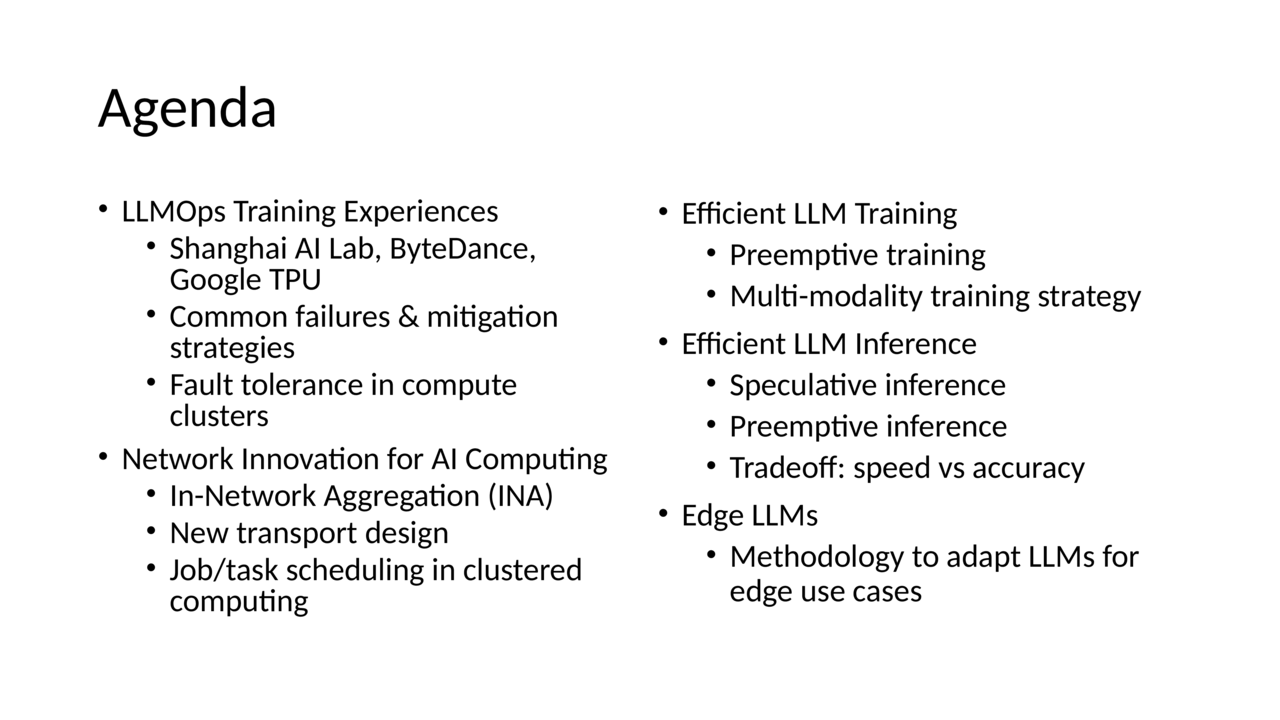 Agenda
• LLMOps Training Experiences
• Shanghai AI Lab, ByteDance,
Google TPU
• Common failures & mitigation
strategies
• Fault tolerance in compute
clusters
• Network Innovation for AI Computing
• In-Network Aggregation (INA)
• New transport design
• Job/task scheduling in clustered
computing
• Efficient LLM Training
• Preemptive training
• Multi-modality training strategy
• Efficient LLM Inference
• Speculative inference
• Preemptive inference
• Tradeoff: speed vs accuracy
• Edge LLMs
• Methodology to adapt LLMs for
edge use cases